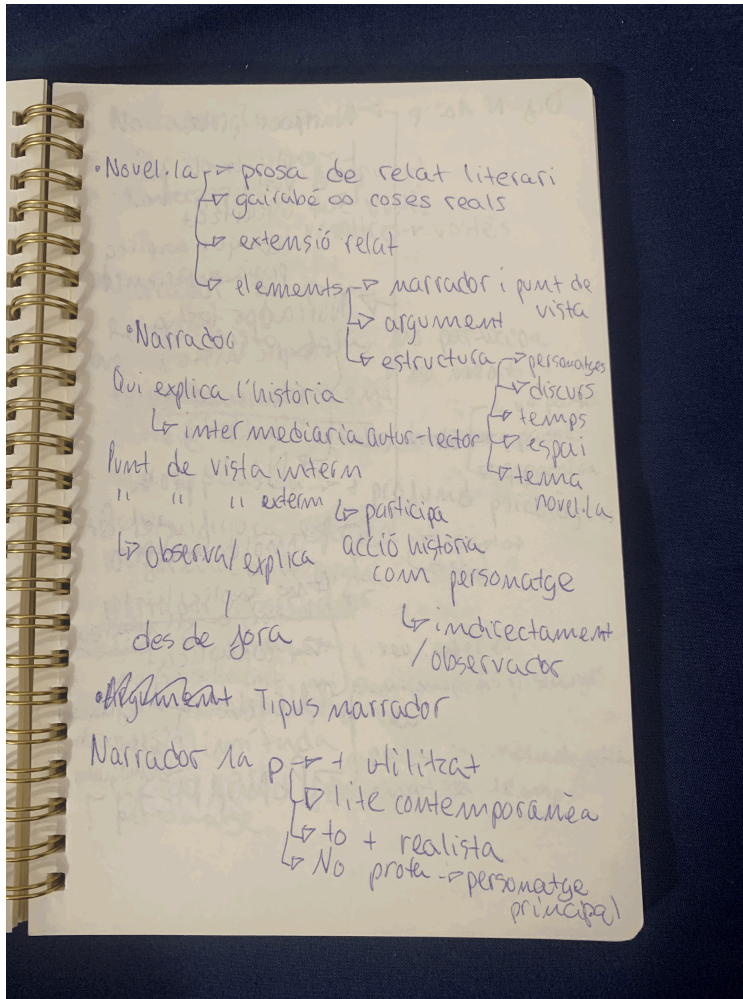 •Novel·la → prosa de relat literari
→ gairabé ∞ coses reals
→ extensió relat
→ elements → narrador i punt de
vista
→ argument
•Narrador
→ estructura → personatges
→ discurs
Qui explica l'història
→ temps
→ intermediaria autor-lector
→ espai
Punt de vista intern
→ tema
novel·la
" " " extern
→ participa
acció història
com personatge
→ observa/explica
des de fora
→ indirectament
/observador
• Tipus narrador
Narrador 1a p → + utilitzat
→ lite contemporanèa
→ to + realista
→ No prota → personatge
principal